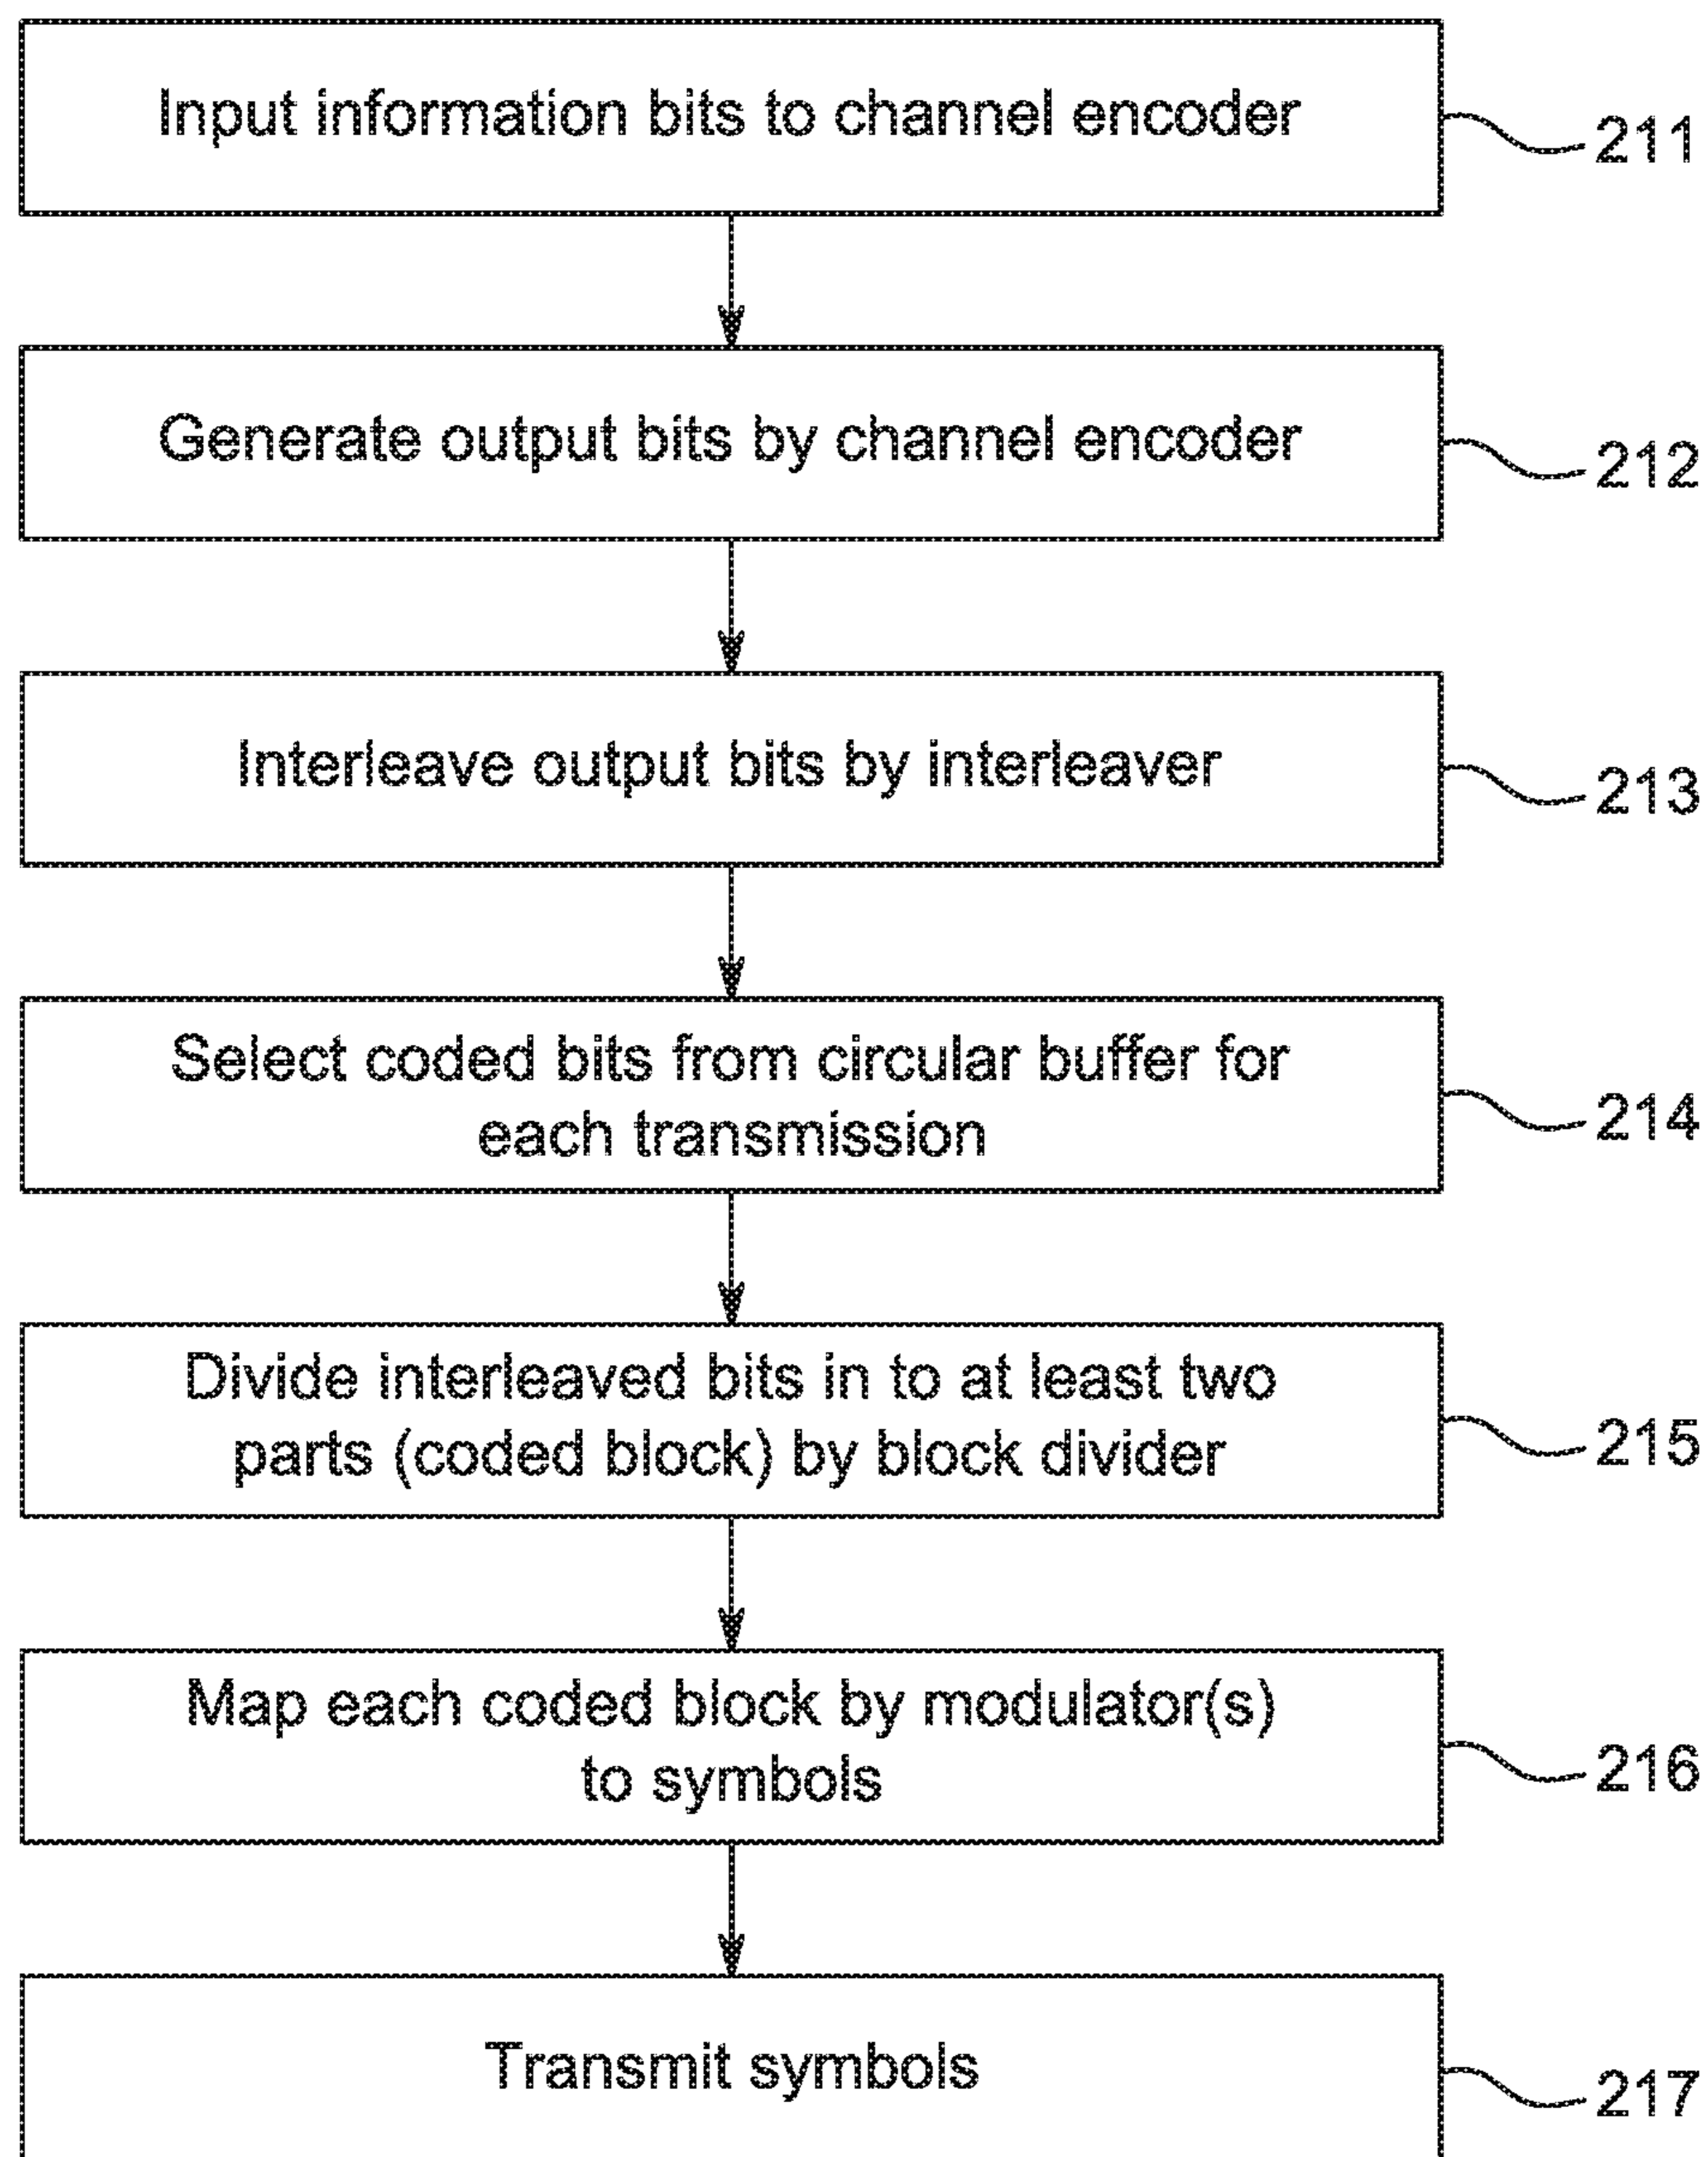 Input information bits to channel encoder
211
Generate output bits by channel encoder
212
Interleave output bits by interleaver
213
Select coded bits from circular buffer for
each transmission
214
Divide interleaved bits in to at least two
parts (coded block) by block divider
215
Map each coded block by modulator(s)
to symbols
216
Transmit symbols
217